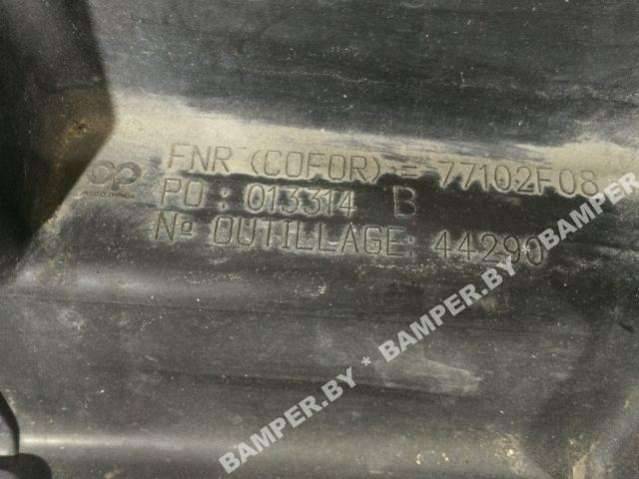 FNR (COFOR) = 77102F08
PO : 013314 B
No OUTILLAGE: 44290
BAMPER.BY * BAMPER.BY * BAMPER.BY